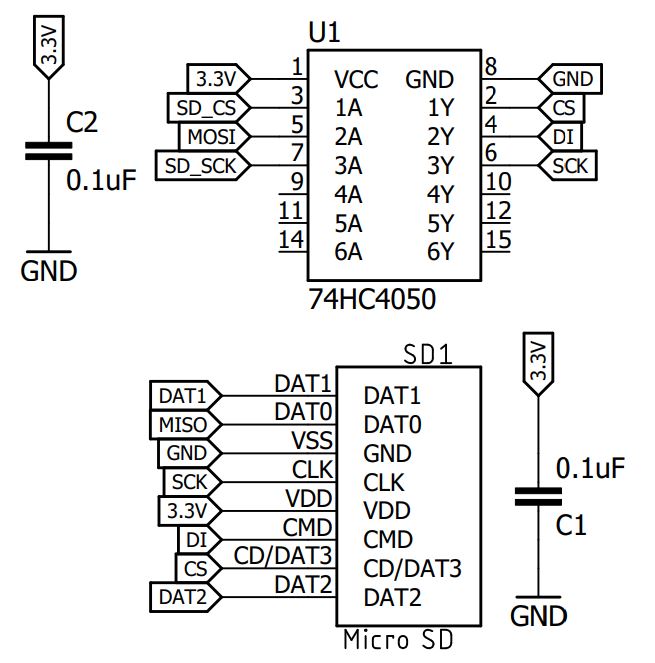 3.3V
C2
0.1uF
GND
U1
3.3V 1 VCC GND 8 GND
SD_CS 3 1A 1Y 2 CS
MOSI 5 2A 2Y 4 DI
SD_SCK 7 3A 3Y 6 SCK
9 4A 4Y 10
11 5A 5Y 12
14 6A 6Y 15
74HC4050
SD1
DAT1 DAT1 DAT1
MISO DAT0 DAT0
GND VSS GND
SCK CLK CLK
3.3V VDD VDD
DI CMD CMD
CS CD/DAT3 CD/DAT3
DAT2 DAT2 DAT2
Micro SD
3.3V
0.1uF
C1
GND